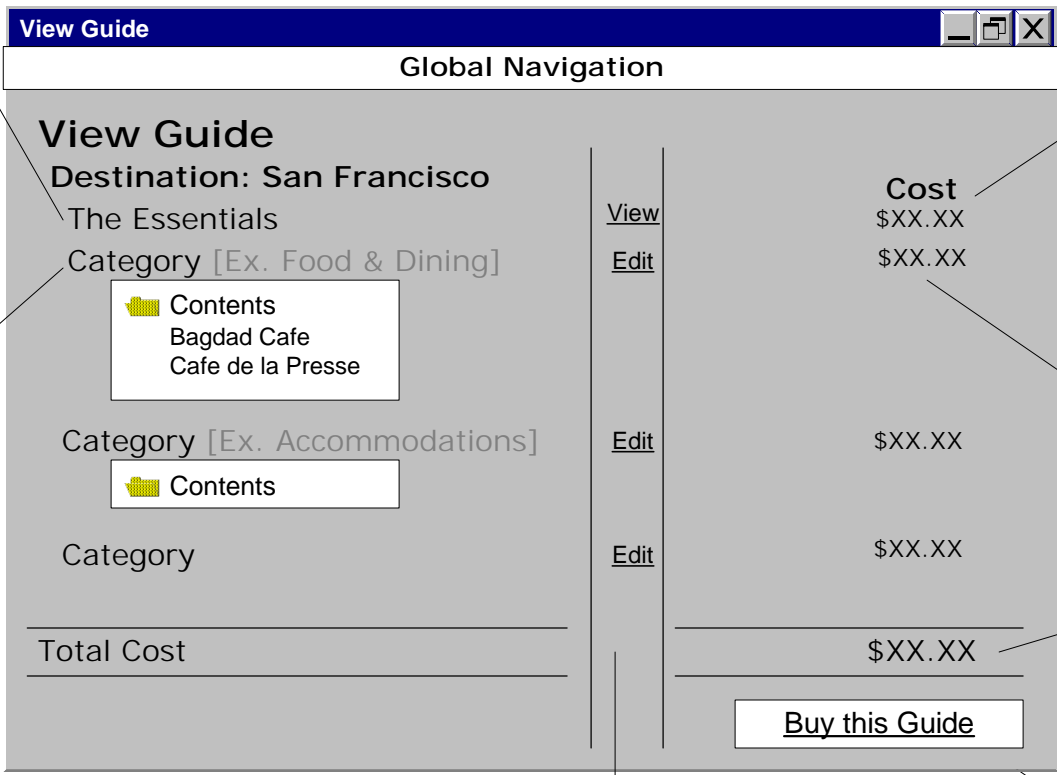 View Guide
Global Navigation
View Guide
Destination: San Francisco
Cost
The Essentials View $XX.XX
Category [Ex. Food & Dining] Edit $XX.XX
Contents
Bagdad Cafe
Cafe de la Presse
Category [Ex. Accommodations] Edit $XX.XX
Contents
Category Edit $XX.XX
Total Cost $XX.XX
Buy this Guide